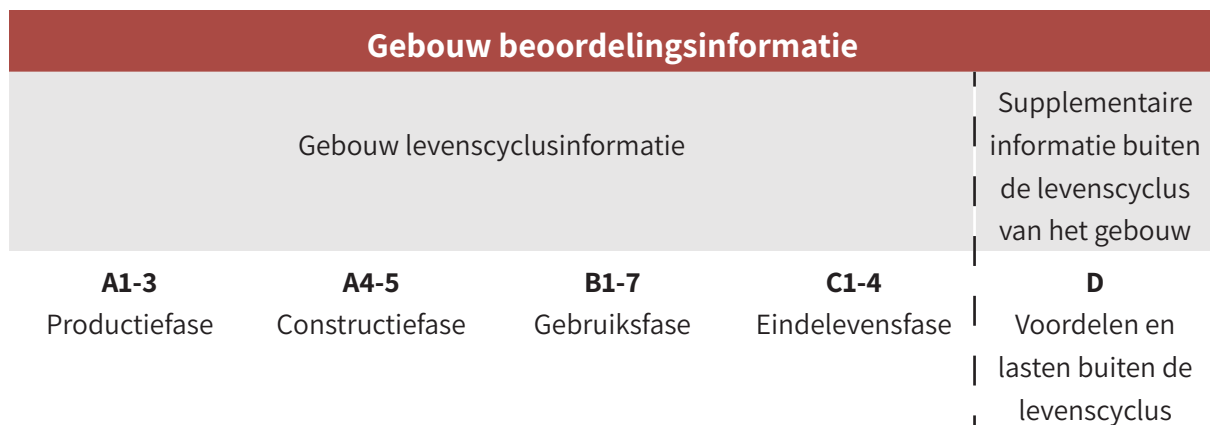 Gebouw beoordelingsinformatie
Gebouw levenscyclusinformatie
Supplementaire
informatie buiten
de levenscyclus
van het gebouw
A1-3
Productiefase
A4-5
Constructiefase
B1-7
Gebruiksfase
C1-4
Eindelevensfase
D
Voordelen en
lasten buiten de
levenscyclus